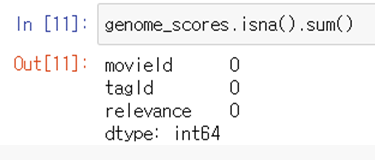 In [11]: genome_scores.isna().sum()
Out[11]: movieId 0
tagId 0
relevance 0
dtype: int64